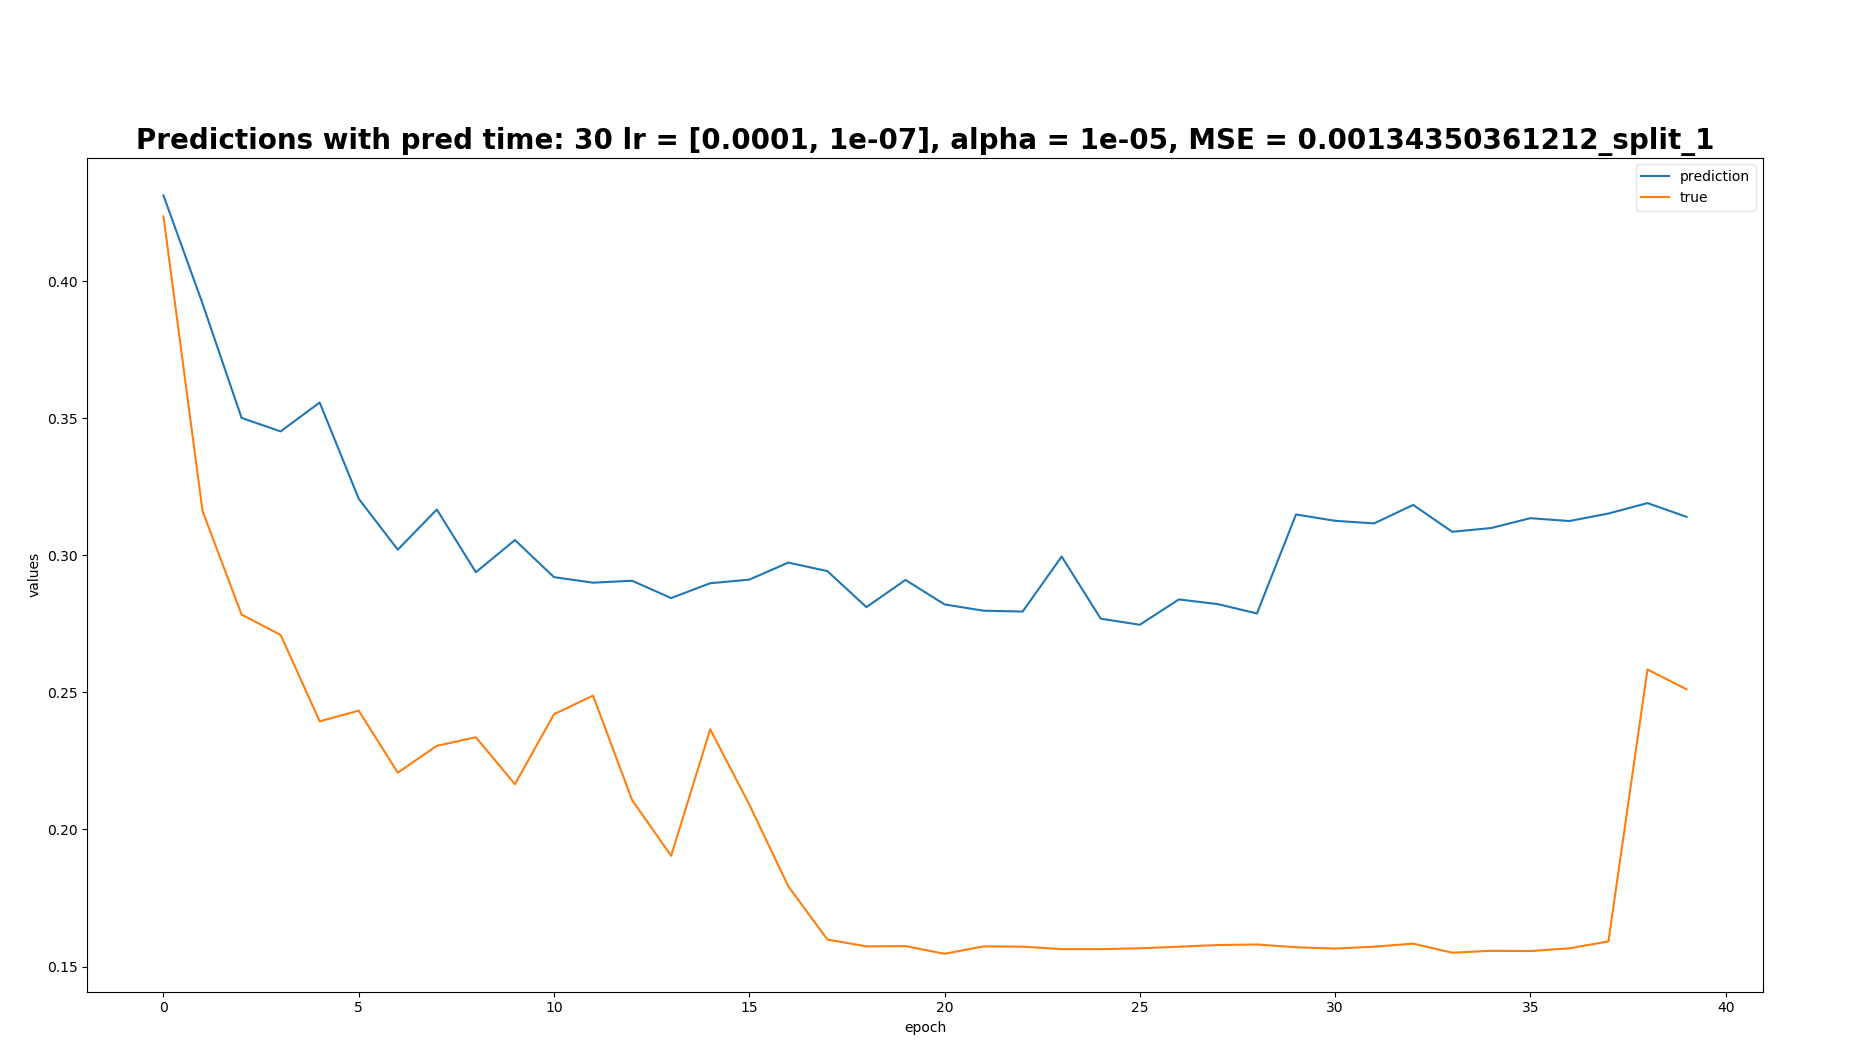 Predictions with pred time: 30 lr = [0.0001, 1e-07], alpha = 1e-05, MSE = 0.00134350361212_split_1
prediction
true
0.40
0.35
0.30
0.25
0.20
0.15
values
0 5 10 15 20 25 30 35 40
epoch